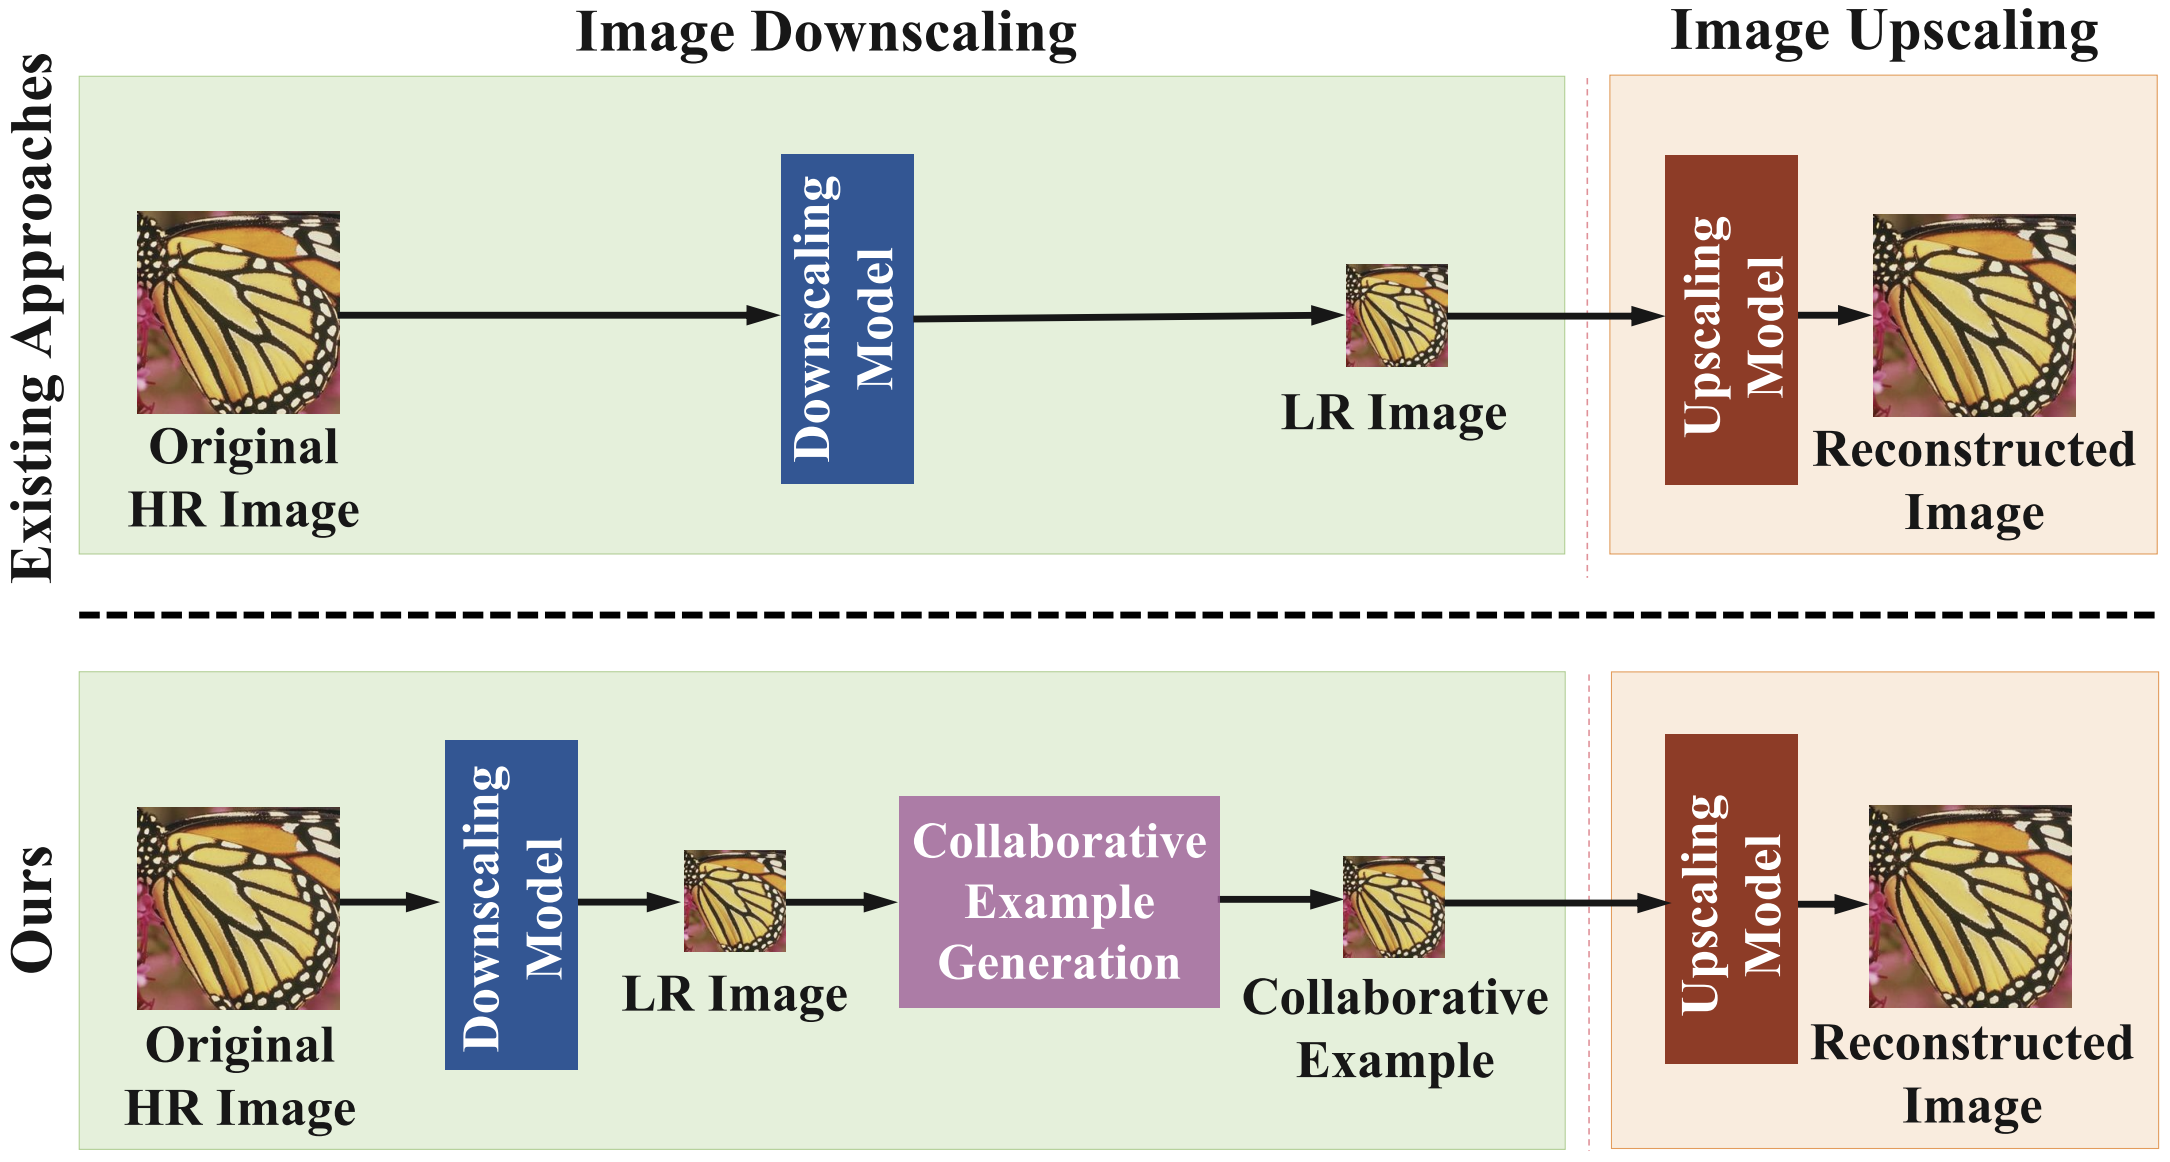 Image Downscaling
Image Upscaling
Existing Approaches
Original
HR Image
Downscaling
Model
LR Image
Upscaling
Model
Reconstructed
Image
Ours
Original
HR Image
Downscaling
Model
LR Image
Collaborative
Example
Generation
Collaborative
Example
Upscaling
Model
Reconstructed
Image